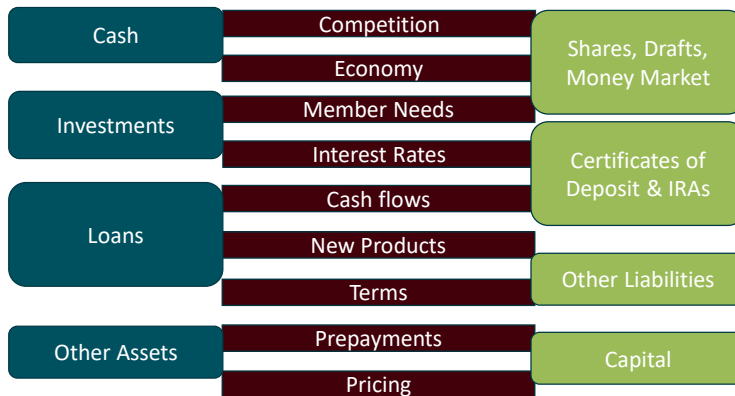 Cash
Investments
Loans
Other Assets
Competition
Economy
Member Needs
Interest Rates
Cash flows
New Products
Terms
Prepayments
Pricing
Shares, Drafts,
Money Market
Certificates of
Deposit & IRAs
Other Liabilities
Capital